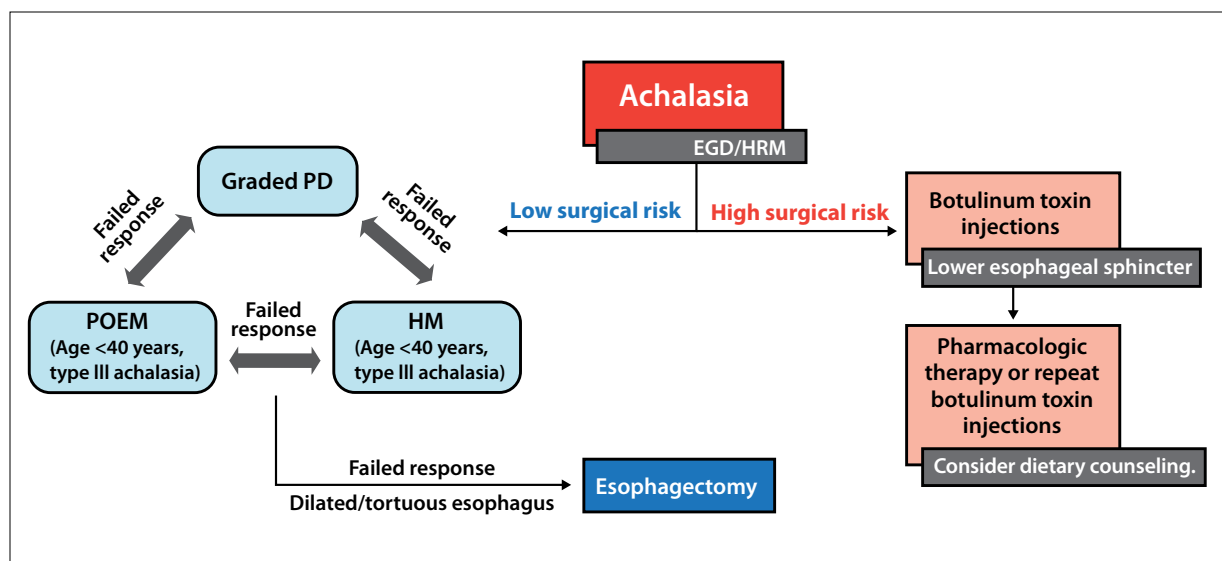 Achalasia
EGD/HRM
Low surgical risk
High surgical risk
Graded PD
Failed
response
Failed
response
POEM
(Age <40 years,
type III achalasia)
Failed
response
HM
(Age <40 years,
type III achalasia)
Failed response
Dilated/tortuous esophagus
Esophagectomy
Botulinum toxin
injections
Lower esophageal sphincter
Pharmacologic
therapy or repeat
botulinum toxin
injections
Consider dietary counseling.